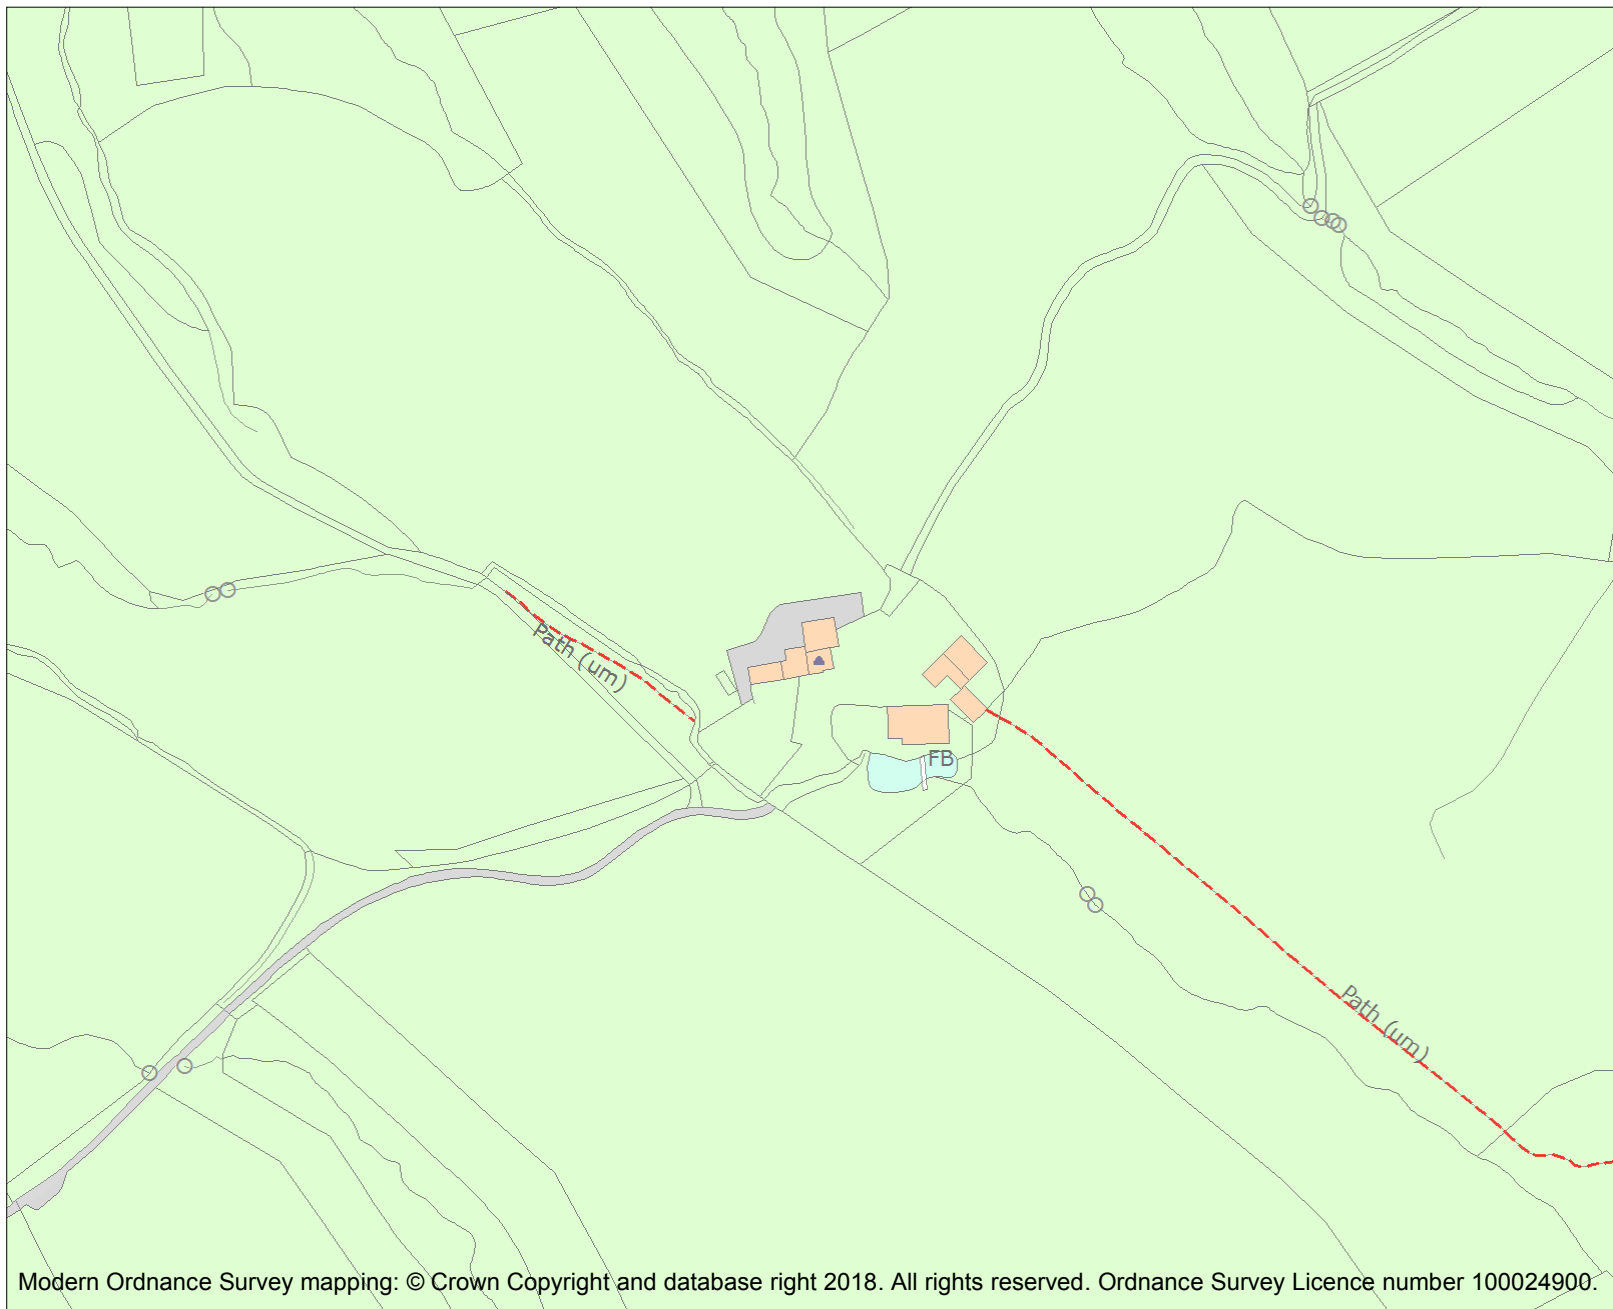 Path (um)
FB
Path (um)
Modern Ordnance Survey mapping: © Crown Copyright and database right 2018. All rights reserved. Ordnance Survey Licence number 100024900.